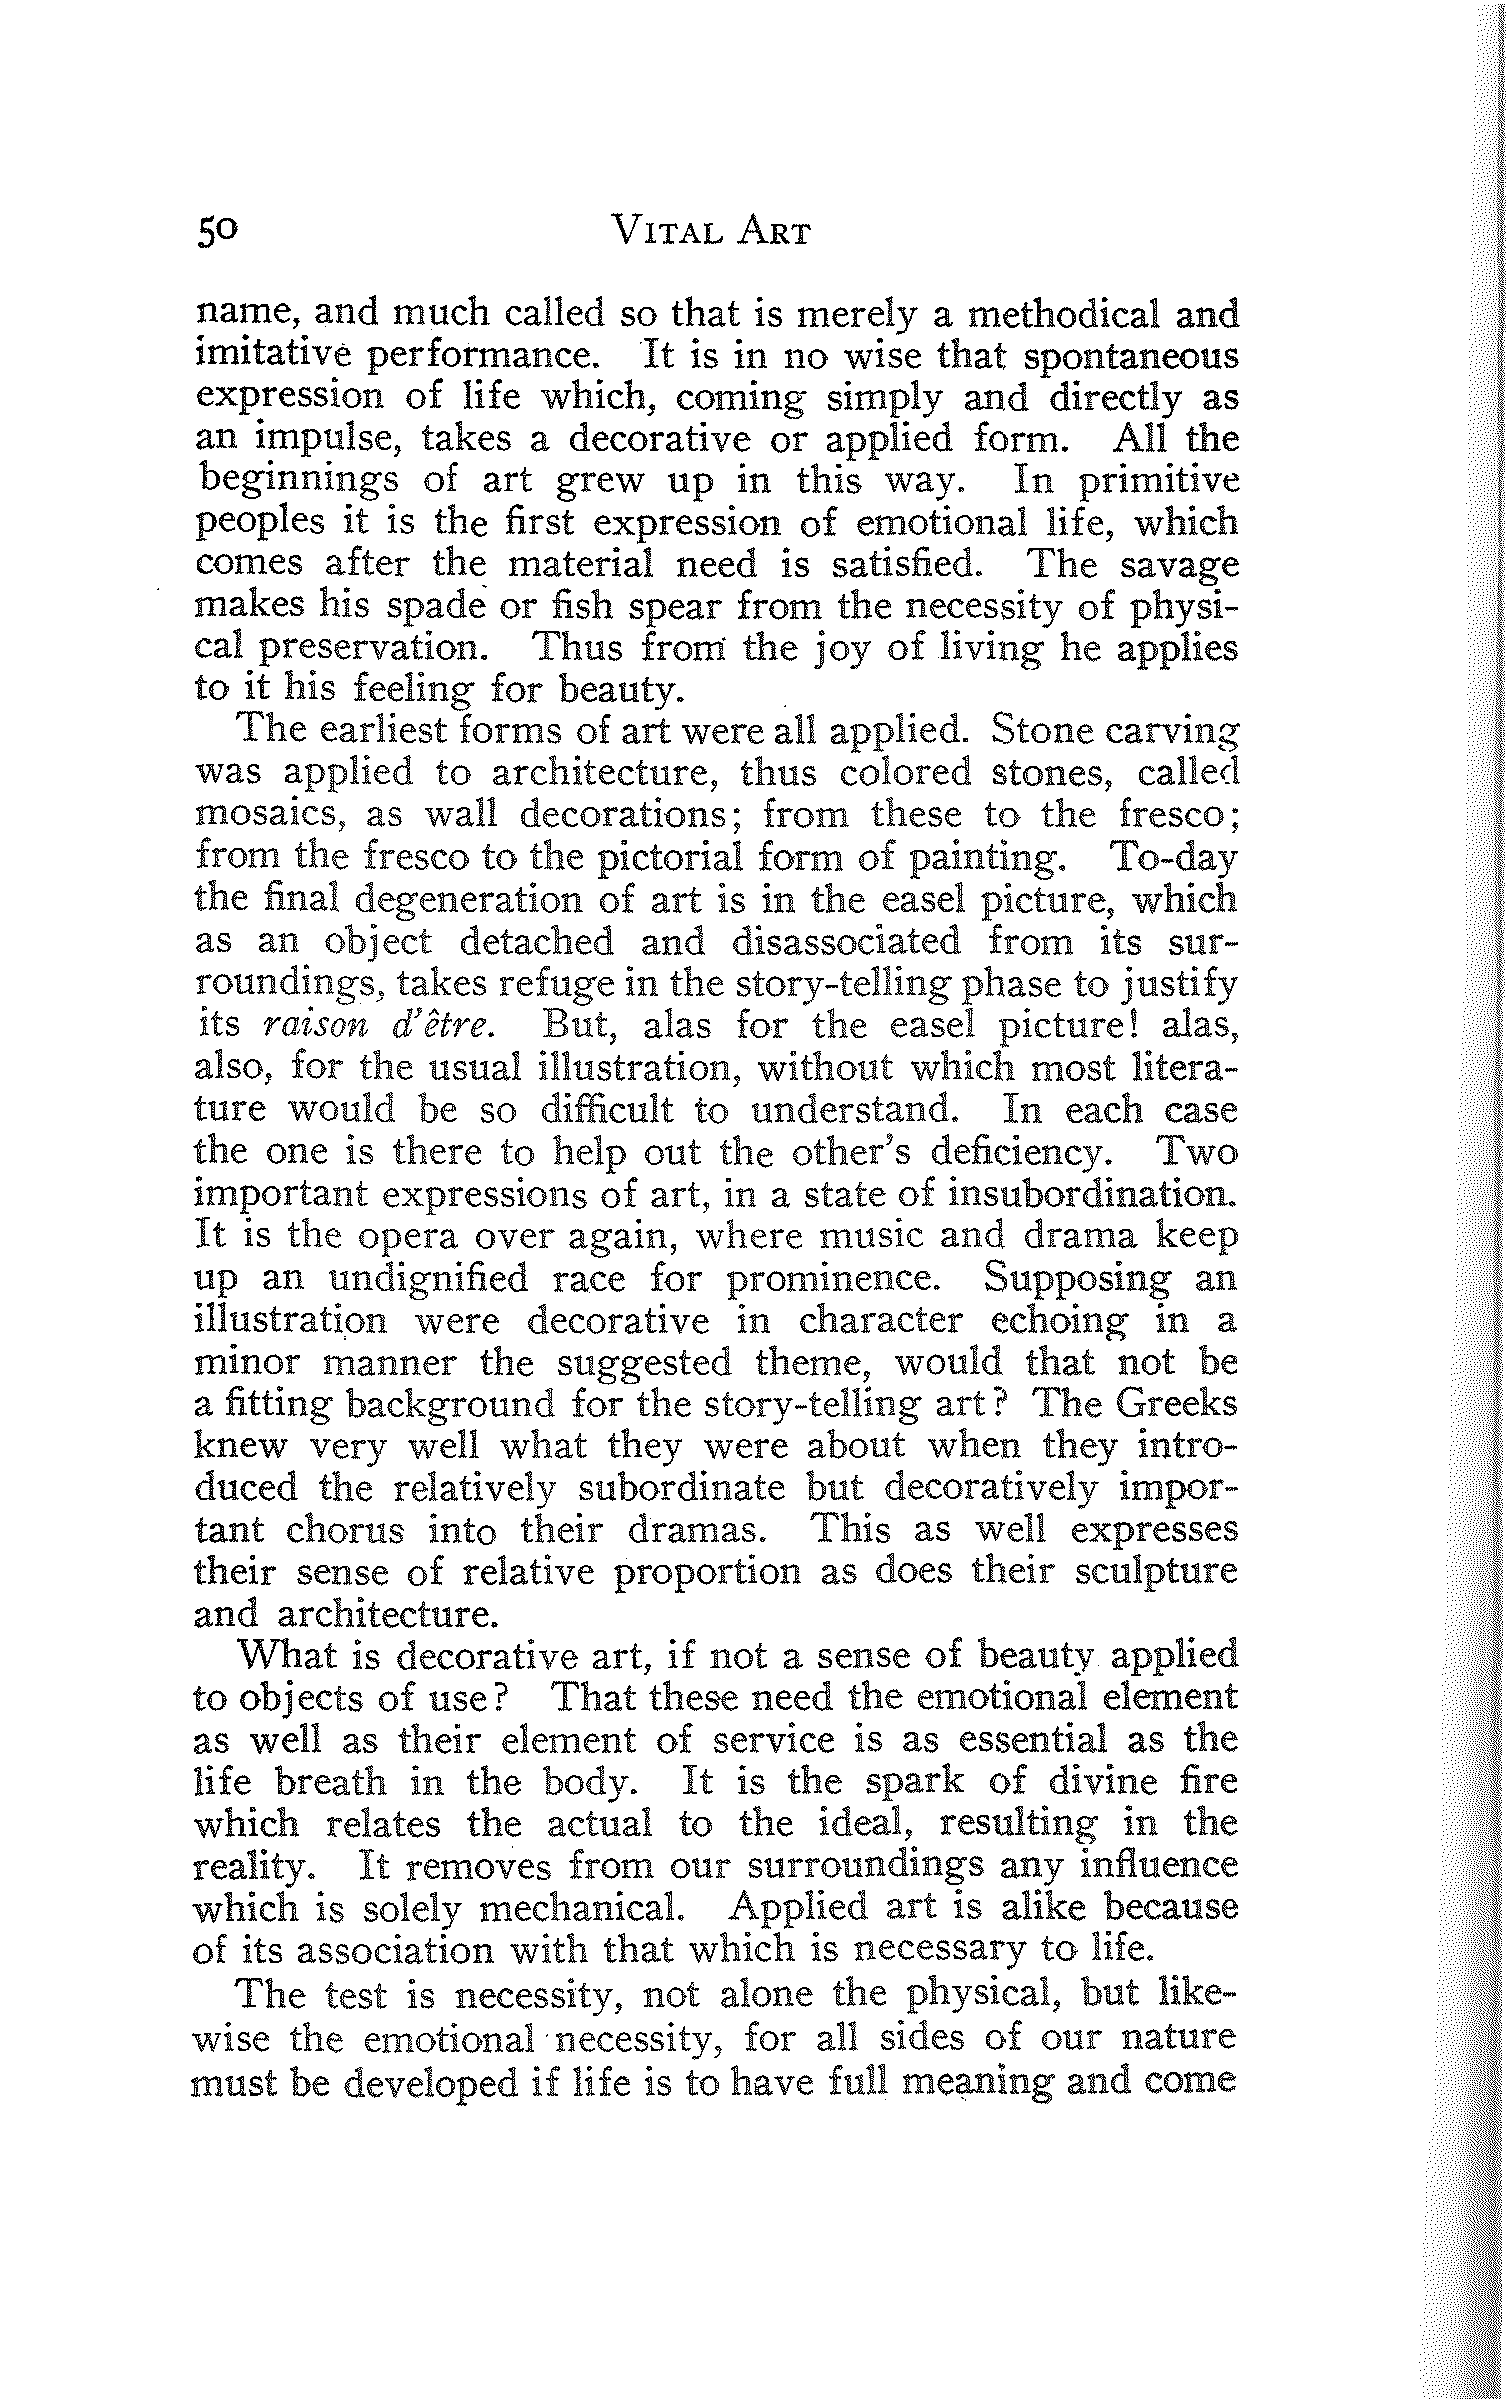 50 VITAL ART
name, and much called so that is merely a methodical and
imitative performance. It is in no wise that spontaneous
expression of life which, coming simply and directly as
an impulse, takes a decorative or applied form. All the
beginnings of art grew up in this way. In primitive
peoples it is the first expression of emotional life, which
comes after the material need is satisfied. The savage
makes his spade or fish spear from the necessity of physi-
cal preservation. Thus from the joy of living he applies
to it his feeling for beauty.
The earliest forms of art were all applied. Stone carving
was applied to architecture, thus colored stones, called
mosaics, as wall decorations; from these to the fresco;
from the fresco to the pictorial form of painting. To-day
the final degeneration of art is in the easel picture, which
as an object detached and disassociated from its sur-
roundings, takes refuge in the story-telling phase to justify
its raison d'être. But, alas for the easel picture! alas,
also, for the usual illustration, without which most litera-
ture would be so difficult to understand. In each case
the one is there to help out the other's deficiency. Two
important expressions of art, in a state of insubordination.
It is the opera over again, where music and drama keep
up an undignified race for prominence. Supposing an
illustration were decorative in character echoing in a
minor manner the suggested theme, would that not be
a fitting background for the story-telling art? The Greeks
knew very well what they were about when they intro-
duced the relatively subordinate but decoratively impor-
tant chorus into their dramas. This as well expresses
their sense of relative proportion as does their sculpture
and architecture.
What is decorative art, if not a sense of beauty applied
to objects of use? That these need the emotional element
as well as their element of service is as essential as the
life breath in the body. It is the spark of divine fire
which relates the actual to the ideal, resulting in the
reality. It removes from our surroundings any influence
which is solely mechanical. Applied art is alike because
of its association with that which is necessary to life.
The test is necessity, not alone the physical, but like-
wise the emotional necessity, for all sides of our nature
must be developed if life is to have full meaning and come